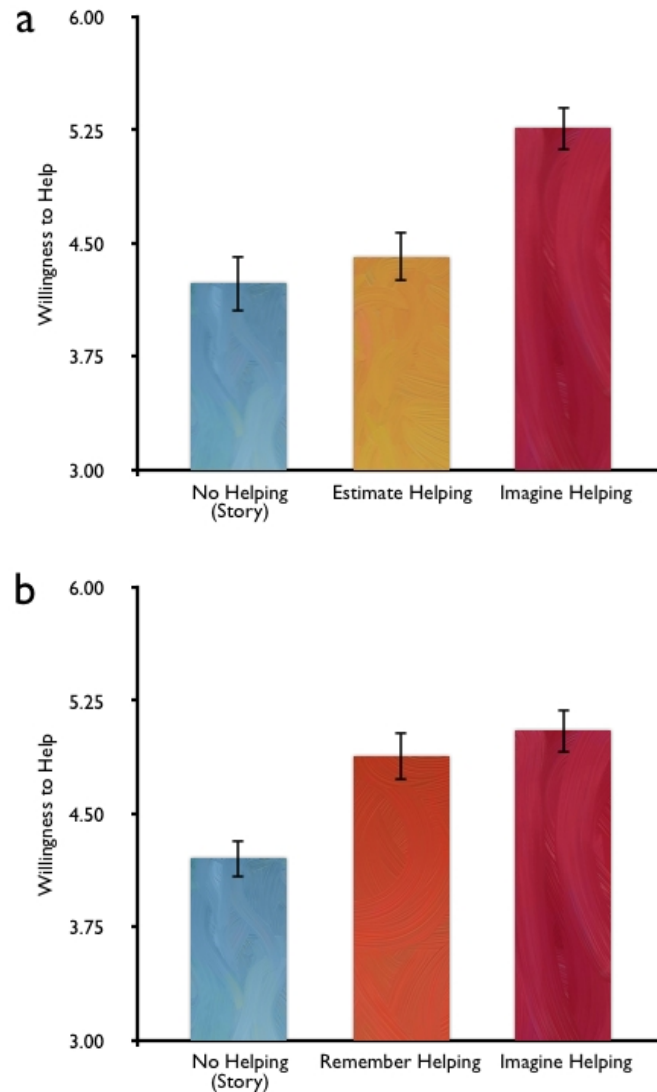 a
6.00
5.25
4.50
3.75
3.00
Willingness to Help
No Helping
(Story)
Estimate Helping
Imagine Helping
b
6.00
5.25
4.50
3.75
3.00
Willingness to Help
No Helping
(Story)
Remember Helping
Imagine Helping